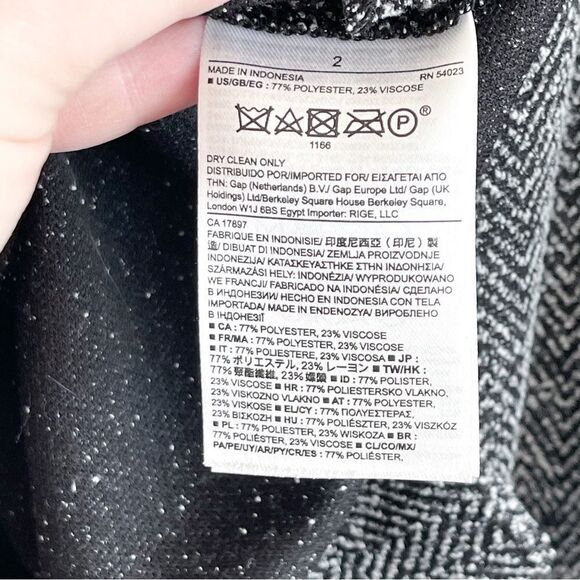 2
MADE IN INDONESIA RN 54023
■ US/GB/EG : 77% POLYESTER, 23% VISCOSE
P®
1166
DRY CLEAN ONLY
DISTRIBUIDO POR/IMPORTED FOR/ ΕΙΣΑΓΕΤΑΙ ΑΠΟ
ΤΗΝ: Gap (Netherlands) B.V./ Gap Europe Ltd/ Gap (UK
Holdings) Ltd/Berkeley Square House Berkeley Square,
London W1J 6BS Egypt Importer: RIGE, LLC
CA 17897
FABRIQUE EN INDONISIE/ 印度尼西亞 (印尼) 製
造/ DIBUAT DI INDONESIA/ ZEMLJA PROIZVODNJE
INDONEZIJA/ ΚΑΤΑΣΚΕΥΑΣΤΗΚΕ ΣΤΗΝ ΙΝΔΟΝΗΣΙΑ/
SZÁRMAZÁSI HELY: INDONÉZIA/ WYPRODUKOWANO
WE FRANCJI/ FABRICADO NA INDONÉSIA/ СДЕЛАНО
В ИНДОНЕЗИИ/ HECHO EN INDONESIA CON TELA
IMPORTADA/ MADE IN ENDENOZYA/ ВИРОБЛЕНО
В ІНДОНЕЗІЇ
■ CA : 77% POLYESTER, 23% VISCOSE
■ FR/MA : 77% POLYESTER, 23% VISCOSE
■ IT : 77% POLIESTERE, 23% VISCOSA ■ JP :
77% ポリエステル, 23% レーヨン ■ TW/HK :
77% 聚酯纖維, 23% 嫘縈 ■ ID : 77% POLISTER,
23% VISCOSE ■ HR : 77% POLIESTERSKO VLAKNO,
23% VISKOZNO VLAKNO ■ AT : 77% POLYESTER,
23% VISKOSE ■ EL/CY : 77% ΠΟΛΥΕΣΤΕΡΑΣ,
23% ΒΙΣΚΟΖΗ ■ HU : 77% POLIÉSZTER, 23% VISZKÓZ
■ PL : 77% POLIESTER, 23% WISKOZA ■ BR :
77% POLIÉSTER, 23% VISCOSE ■ CL/CO/MX/
PA/PE/UY/AR/PY/CR/ES : 77% POLIÉSTER,